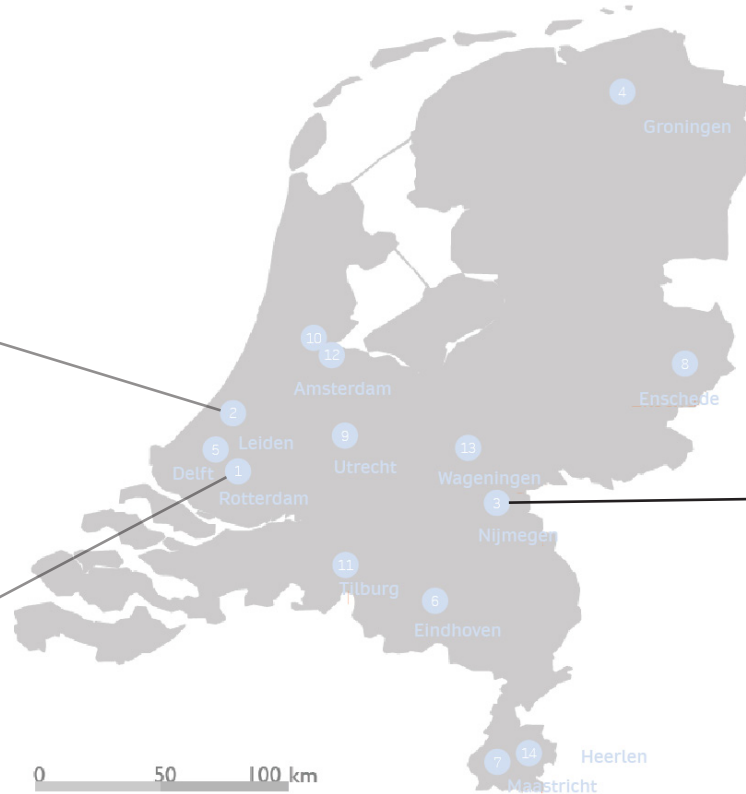 4
Groningen
10
12
8
Amsterdam
Enschede
2
9
Leiden
5
13
Utrecht
1
Delft
Wageningen
Rotterdam
3
Nijmegen
11
Tilburg
6
Eindhoven
14
Heerlen
7
Maastricht
0 50 100 km